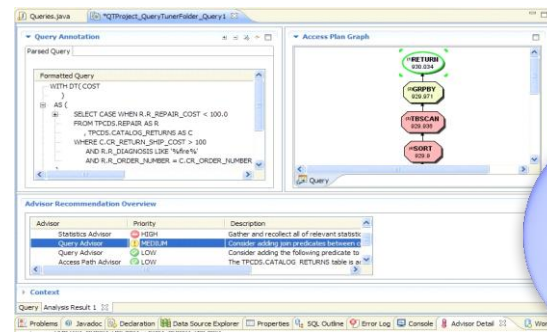 Queries.java
*QTProject_QueryTunerFolder_Query1
Query Annotation
Parsed Query
Formatted Query
WITH DT( COST
)
AS (
SELECT CASE WHEN R.R_REPAIR_COST < 100.0
FROM TPCDS.REPAIR AS R
, TPCDS.CATALOG_RETURNS AS C
WHERE C.CR_RETURN_SHIP_COST > 100
AND R.R_DIAGNOSIS LIKE '%fire%'
AND R.R_ORDER_NUMBER = C.CR_ORDER_NUMBER
Access Plan Graph
RETURN
GRPBY
TBSCAN
SORT
Query
Advisor Recommendation Overview
Advisor Priority Description
Statistics Advisor HIGH Gather and recollect all of relevant statistic
Query Advisor MEDIUM Consider adding join predicates between
Query Advisor LOW Consider adding the following predicate to
Access Path Advisor LOW The TPCDS.CATALOG_RETURNS table is
Context
Query Analysis Result 1
Problems Javadoc Declaration Data Source Explorer Properties SQL Outline Error Log Console Advisor Detail